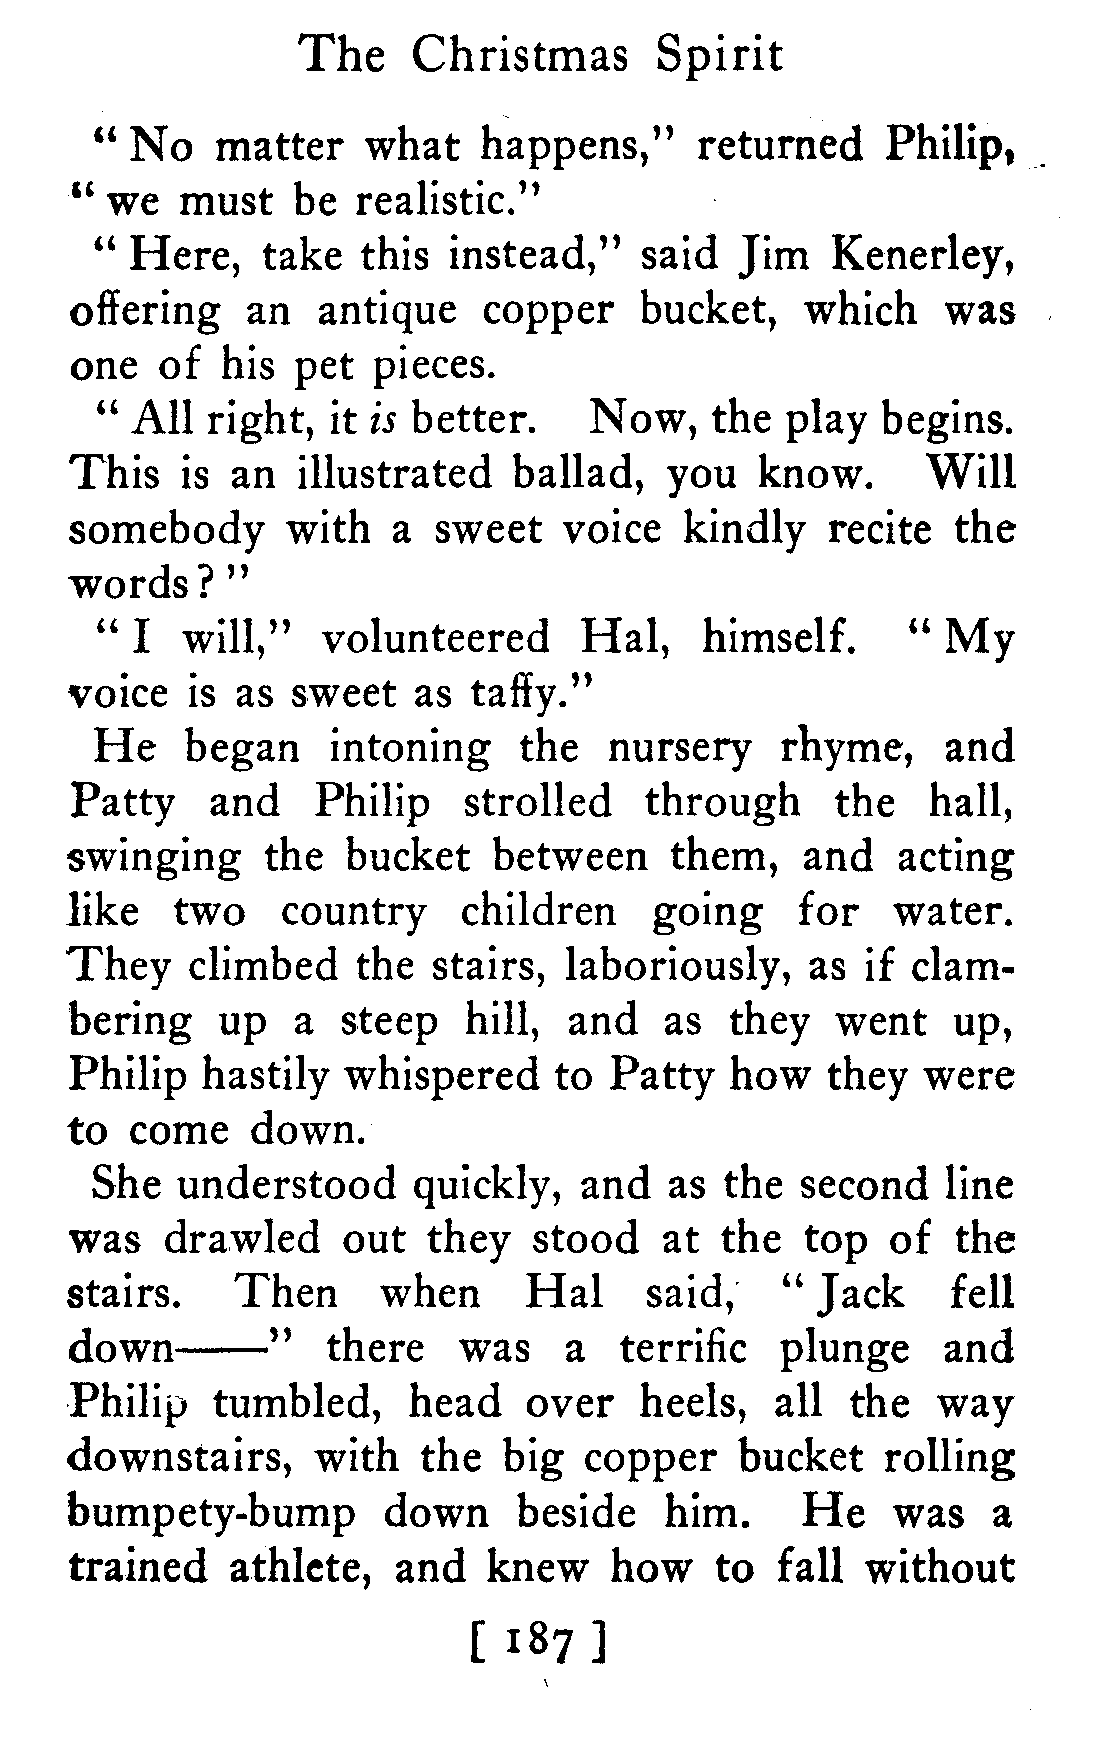 The Christmas Spirit
“ No matter what happens,” returned Philip,
“ we must be realistic.”
“ Here, take this instead,” said Jim Kenerley,
offering an antique copper bucket, which was
one of his pet pieces.
“ All right, it is better. Now, the play begins.
This is an illustrated ballad, you know. Will
somebody with a sweet voice kindly recite the
words ? ”
“ I will,” volunteered Hal, himself. “ My
voice is as sweet as taffy.”
He began intoning the nursery rhyme, and
Patty and Philip strolled through the hall,
swinging the bucket between them, and acting
like two country children going for water.
They climbed the stairs, laboriously, as if clam-
bering up a steep hill, and as they went up,
Philip hastily whispered to Patty how they were
to come down.
She understood quickly, and as the second line
was drawled out they stood at the top of the
stairs. Then when Hal said, “ Jack fell
down——” there was a terrific plunge and
Philip tumbled, head over heels, all the way
downstairs, with the big copper bucket rolling
bumpety-bump down beside him. He was a
trained athlete, and knew how to fall without
[ 187 ]